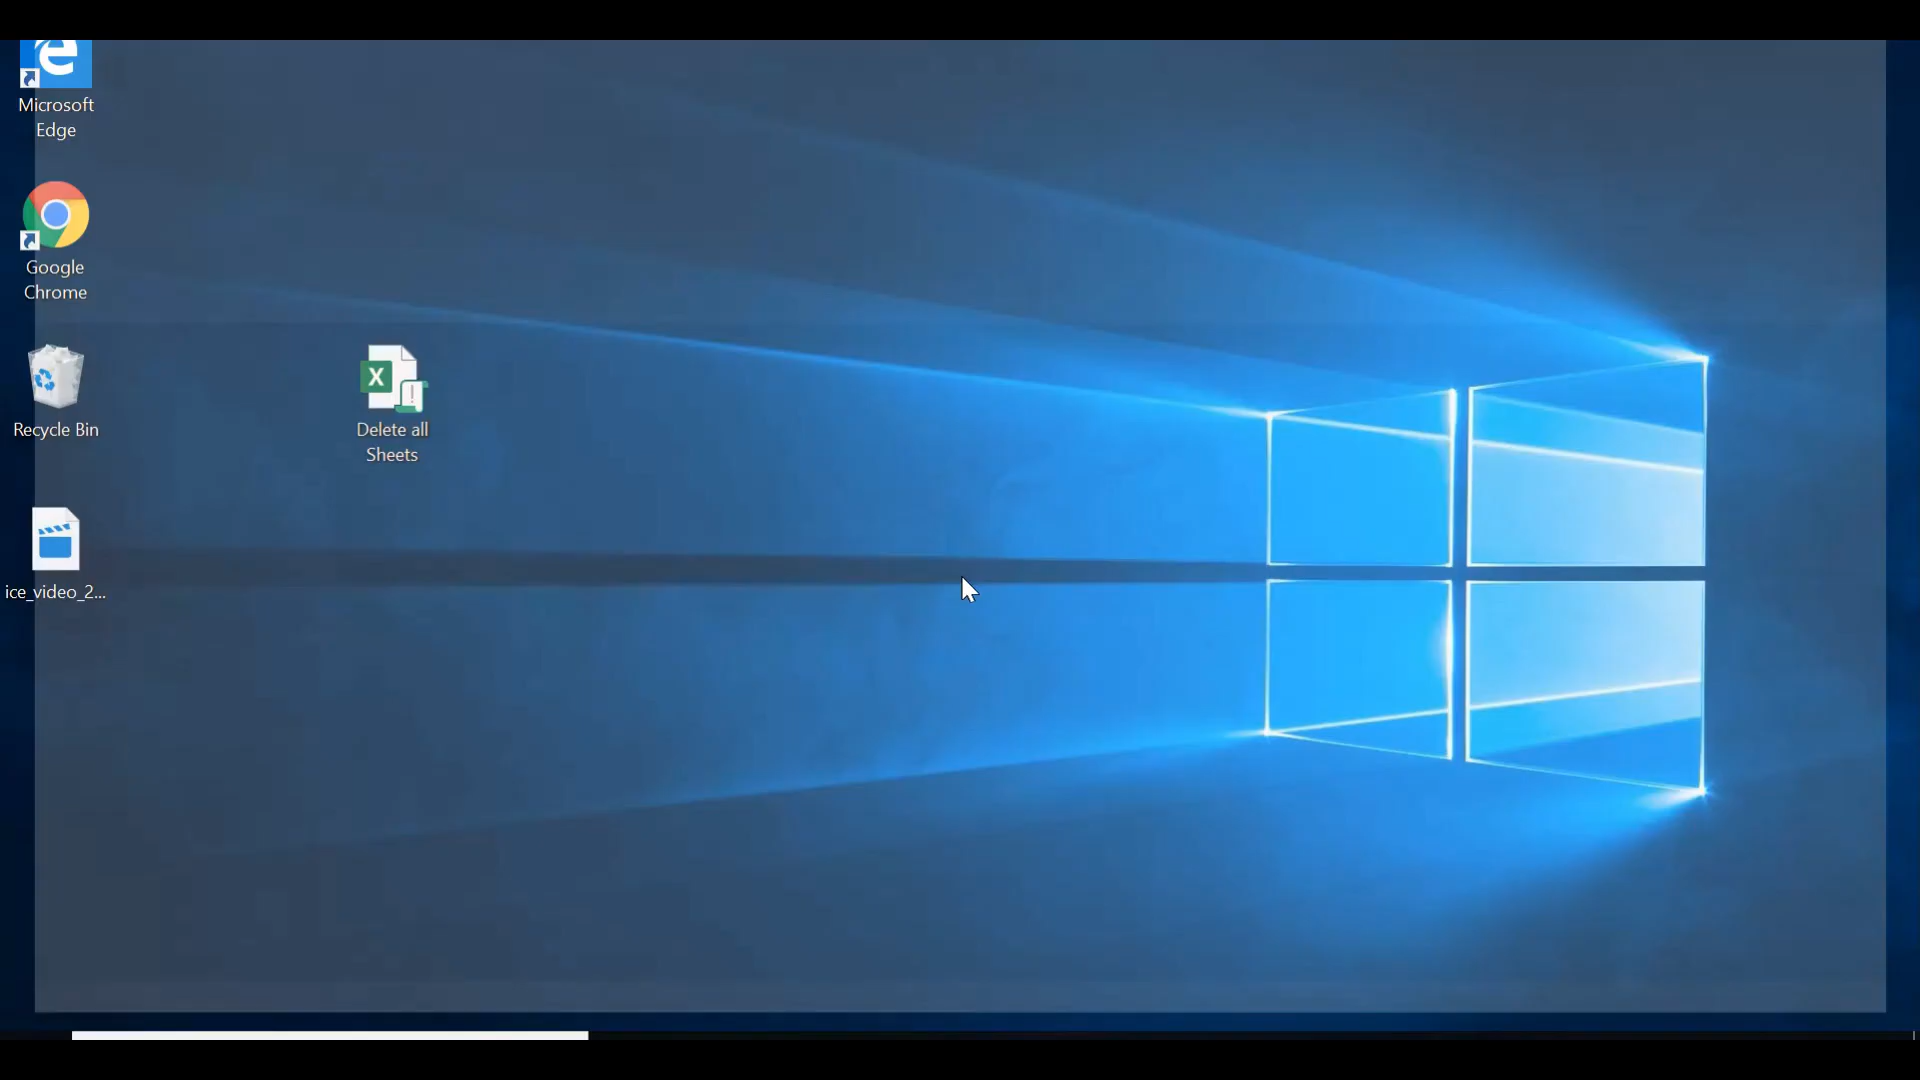 Microsoft
Edge
Google
Chrome
Recycle Bin
Delete all
Sheets
ice_video_2...